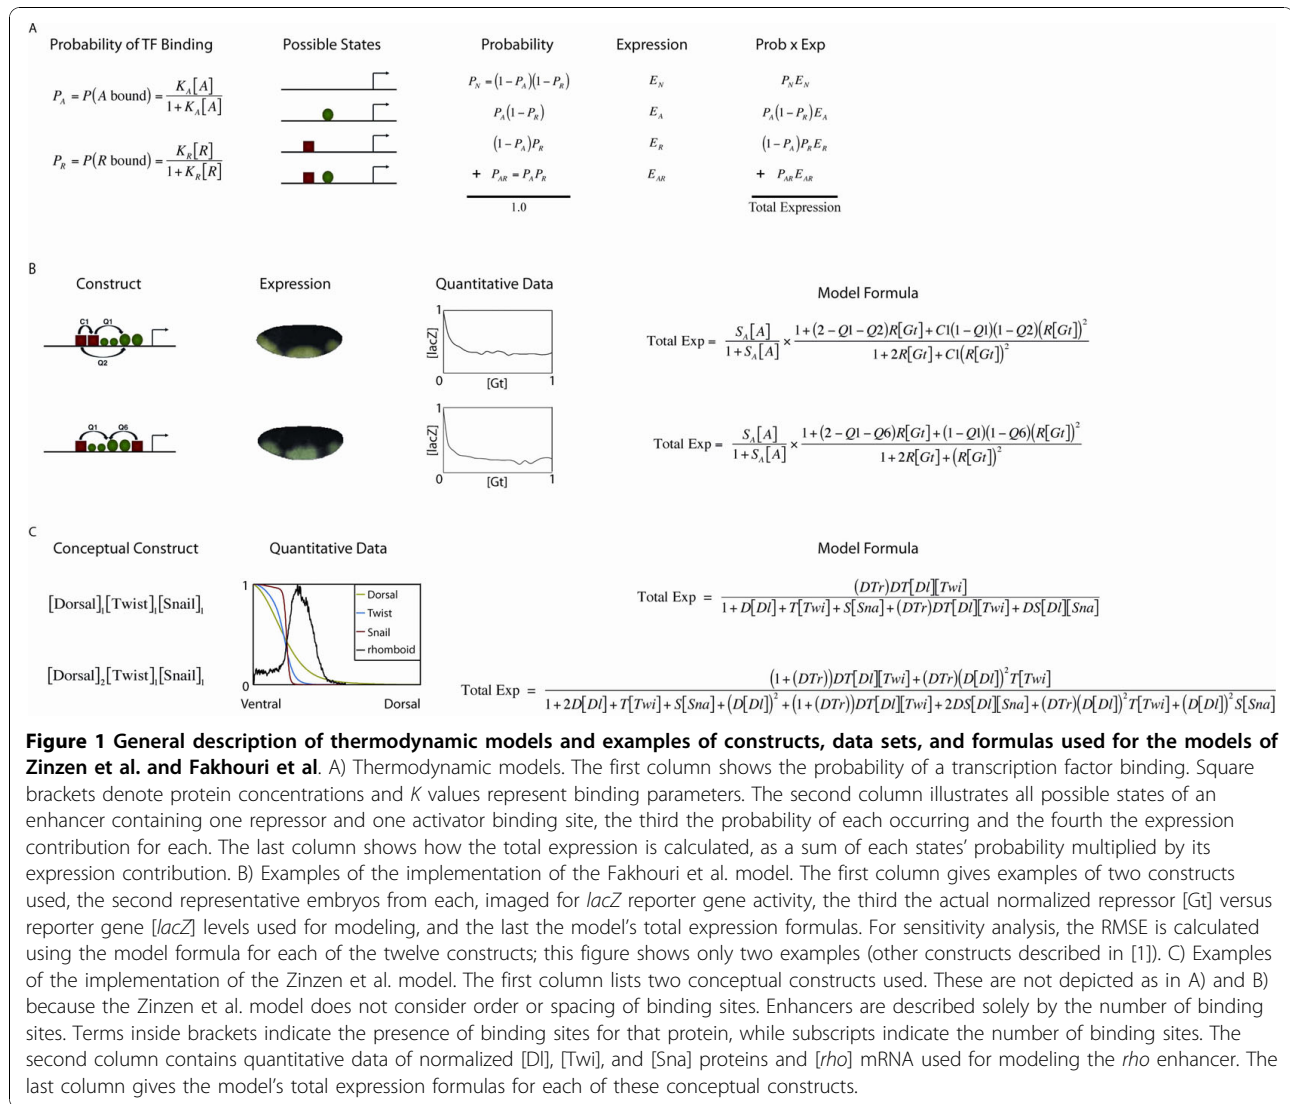 A
Probability of TF Binding	Possible States	Probability	Expression	Prob x Exp
P_A = P(A bound) = K_A[A] / 1 + K_A[A]
P_R = P(R bound) = K_R[R] / 1 + K_R[R]
P_N = (1 − P_A)(1 − P_R)	E_N	P_N E_N
P_A(1 − P_R)	E_A	P_A(1 − P_R)E_A
(1 − P_A)P_R	E_R	(1 − P_A)P_R E_R
+ P_AR = P_A P_R	E_AR	+ P_AR E_AR
1.0	Total Expression
B
Construct	Expression	Quantitative Data	Model Formula
C1 Q1
Q2
1
[lacZ]
0 [Gt] 1
Total Exp = S_A[A] / 1 + S_A[A] × 1 + (2 − Q1 − Q2)R[Gt] + C1(1 − Q1)(1 − Q2)(R[Gt])² / 1 + 2R[Gt] + C1(R[Gt])²
Q1 Q6
1
[lacZ]
0 [Gt] 1
Total Exp = S_A[A] / 1 + S_A[A] × 1 + (2 − Q1 − Q6)R[Gt] + (1 − Q1)(1 − Q6)(R[Gt])² / 1 + 2R[Gt] + (R[Gt])²
C
Conceptual Construct	Quantitative Data	Model Formula
[Dorsal]₁[Twist]₁[Snail]₁
[Dorsal]₂[Twist]₁[Snail]₁
1
Dorsal
Twist
Snail
rhomboid
0
Ventral Dorsal
Total Exp = (DTr)DT[Dl][Twi] / 1 + D[Dl] + T[Twi] + S[Sna] + (DTr)DT[Dl][Twi] + DS[Dl][Sna]
Total Exp = (1 + (DTr))DT[Dl][Twi] + (DTr)(D[Dl])²T[Twi] / 1 + 2D[Dl] + T[Twi] + S[Sna] + (D[Dl])² + (1 + (DTr))DT[Dl][Twi] + 2DS[Dl][Sna] + (DTr)(D[Dl])²T[Twi] + (D[Dl])²S[Sna]
Figure 1 General description of thermodynamic models and examples of constructs, data sets, and formulas used for the models of
Zinzen et al. and Fakhouri et al. A) Thermodynamic models. The first column shows the probability of a transcription factor binding. Square
brackets denote protein concentrations and K values represent binding parameters. The second column illustrates all possible states of an
enhancer containing one repressor and one activator binding site, the third the probability of each occurring and the fourth the expression
contribution for each. The last column shows how the total expression is calculated, as a sum of each states' probability multiplied by its
expression contribution. B) Examples of the implementation of the Fakhouri et al. model. The first column gives examples of two constructs
used, the second representative embryos from each, imaged for lacZ reporter gene activity, the third the actual normalized repressor [Gt] versus
reporter gene [lacZ] levels used for modeling, and the last the model's total expression formulas. For sensitivity analysis, the RMSE is calculated
using the model formula for each of the twelve constructs; this figure shows only two examples (other constructs described in [1]). C) Examples
of the implementation of the Zinzen et al. model. The first column lists two conceptual constructs used. These are not depicted as in A) and B)
because the Zinzen et al. model does not consider order or spacing of binding sites. Enhancers are described solely by the number of binding
sites. Terms inside brackets indicate the presence of binding sites for that protein, while subscripts indicate the number of binding sites. The
second column contains quantitative data of normalized [Dl], [Twi], and [Sna] proteins and [rho] mRNA used for modeling the rho enhancer. The
last column gives the model's total expression formulas for each of these conceptual constructs.